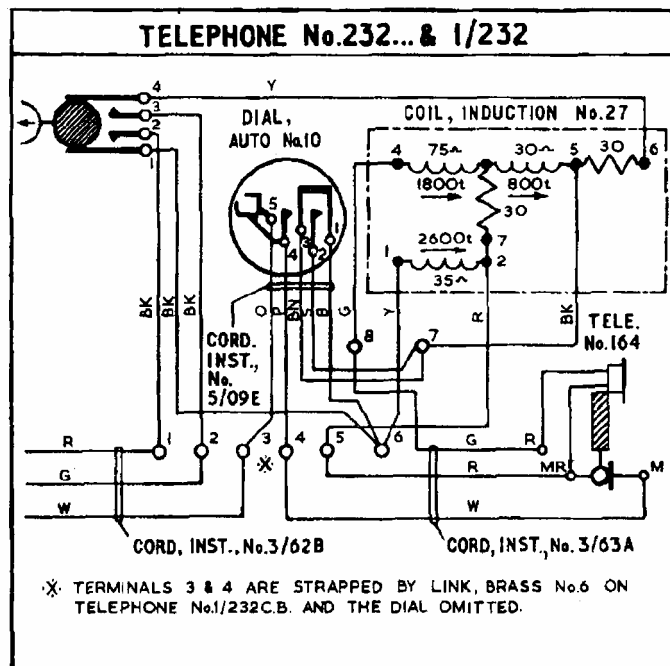 TELEPHONE No.232... & 1/232
4 Y
3
2
1
DIAL,
AUTO No.10
COIL, INDUCTION No.27
4 75~ 30~ 5 30 6
1800t 800t
30
7
1 2600t 2
35~
5 4 3 2 1
BK BK BK O P BN S B G Y R BK
8 7
TELE.
No.164
CORD.
INST.,
No.
5/09E
R 1 2 3 4 5 6 G R
G R MR M
W W
※
CORD, INST., No.3/62B
CORD, INST., No.3/63A
※ TERMINALS 3 & 4 ARE STRAPPED BY LINK, BRASS No.6 ON
TELEPHONE No.1/232C.B. AND THE DIAL OMITTED.